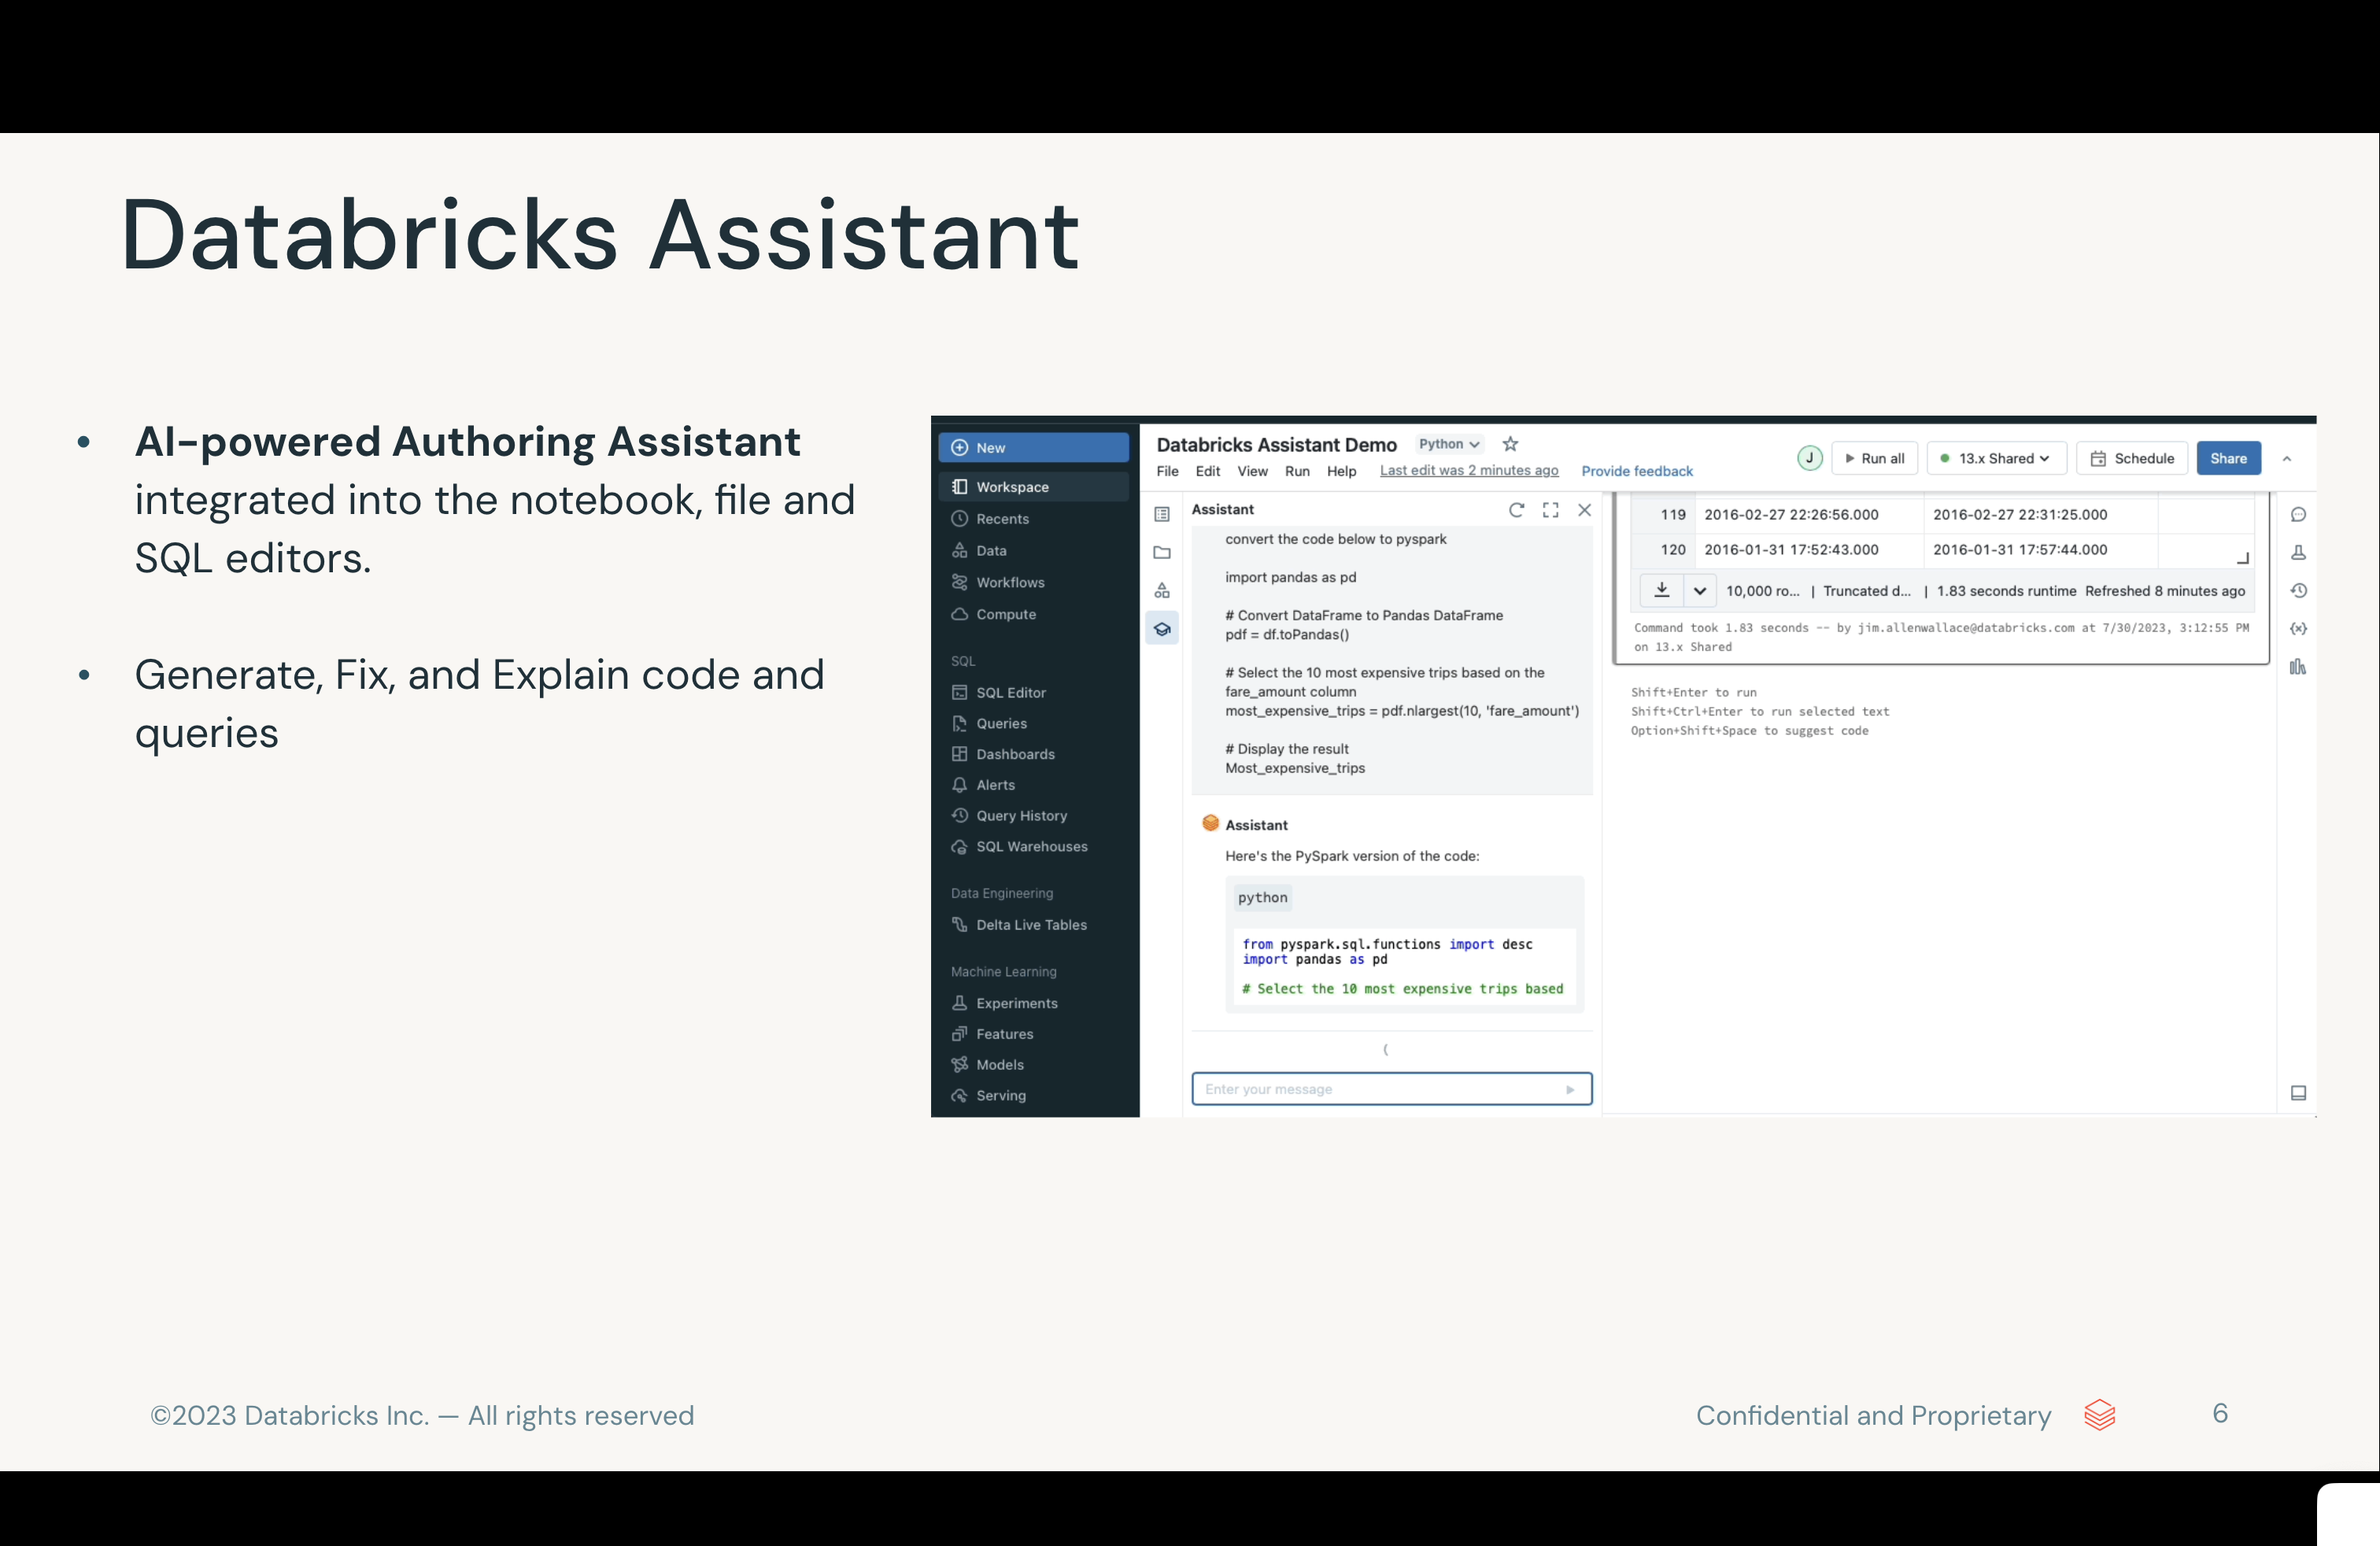 Databricks Assistant
• AI-powered Authoring Assistant
integrated into the notebook, file and
SQL editors.
• Generate, Fix, and Explain code and
queries
New
Workspace
Recents
Data
Workflows
Compute
SQL
SQL Editor
Queries
Dashboards
Alerts
Query History
SQL Warehouses
Data Engineering
Delta Live Tables
Machine Learning
Experiments
Features
Models
Serving
Databricks Assistant Demo Python
File Edit View Run Help Last edit was 2 minutes ago Provide feedback
J Run all 13.x Shared Schedule Share
Assistant
convert the code below to pyspark
import pandas as pd
# Convert DataFrame to Pandas DataFrame
pdf = df.toPandas()
# Select the 10 most expensive trips based on the
fare_amount column
most_expensive_trips = pdf.nlargest(10, 'fare_amount')
# Display the result
Most_expensive_trips
Assistant
Here's the PySpark version of the code:
python
from pyspark.sql.functions import desc
import pandas as pd
# Select the 10 most expensive trips based
Enter your message
119 2016-02-27 22:26:56.000 2016-02-27 22:31:25.000
120 2016-01-31 17:52:43.000 2016-01-31 17:57:44.000
10,000 ro... | Truncated d... | 1.83 seconds runtime Refreshed 8 minutes ago
Command took 1.83 seconds -- by jim.allenwallace@databricks.com at 7/30/2023, 3:12:55 PM
on 13.x Shared
Shift+Enter to run
Shift+Ctrl+Enter to run selected text
Option+Shift+Space to suggest code
©2023 Databricks Inc. — All rights reserved
Confidential and Proprietary 6